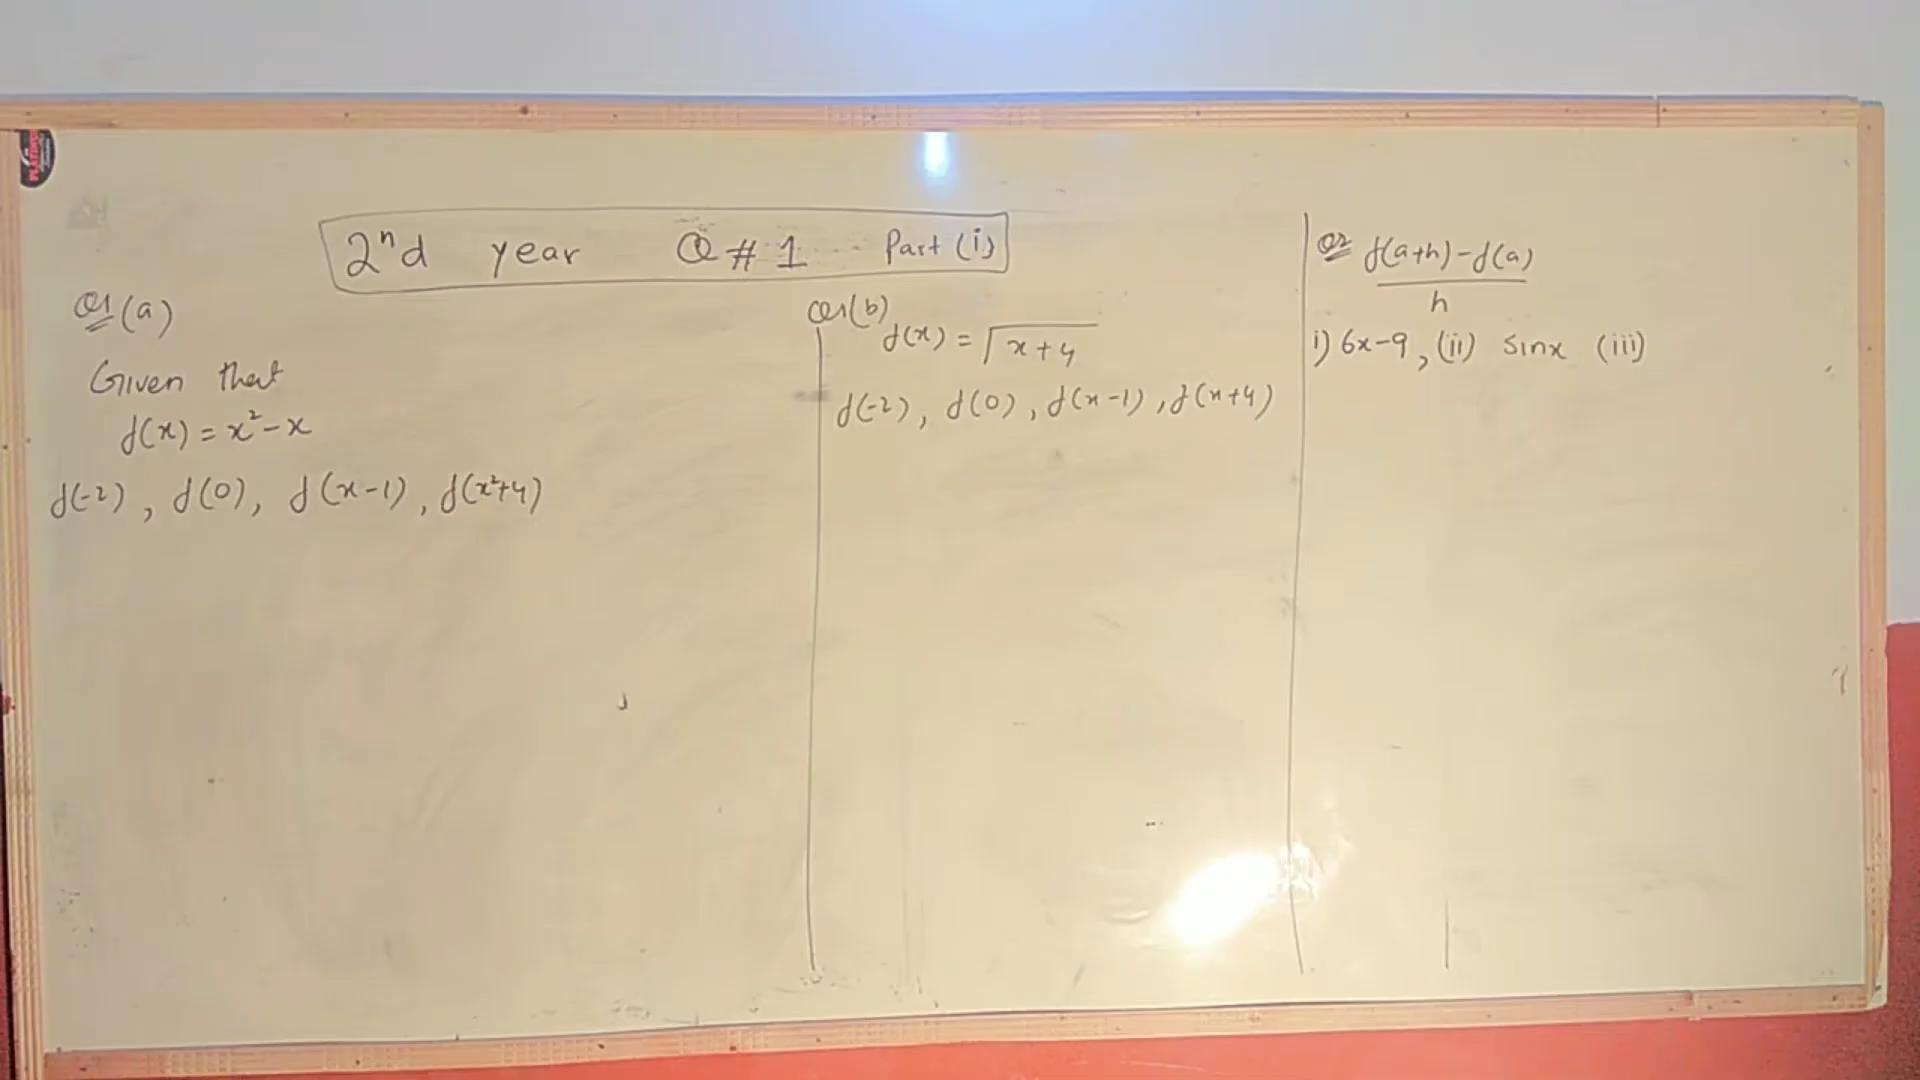 2nd year Q # 1 Part (i)
Q1 (a)
Given that
f(x) = x²-x
f(-2), f(0), f(x-1), f(x²+4)
Q1(b)
f(x) = √x+4
f(-2), f(0), f(x-1), f(x+4)
Q2 f(a+h)-f(a)
h
i) 6x-9, (ii) Sinx (iii)
PLATINUM